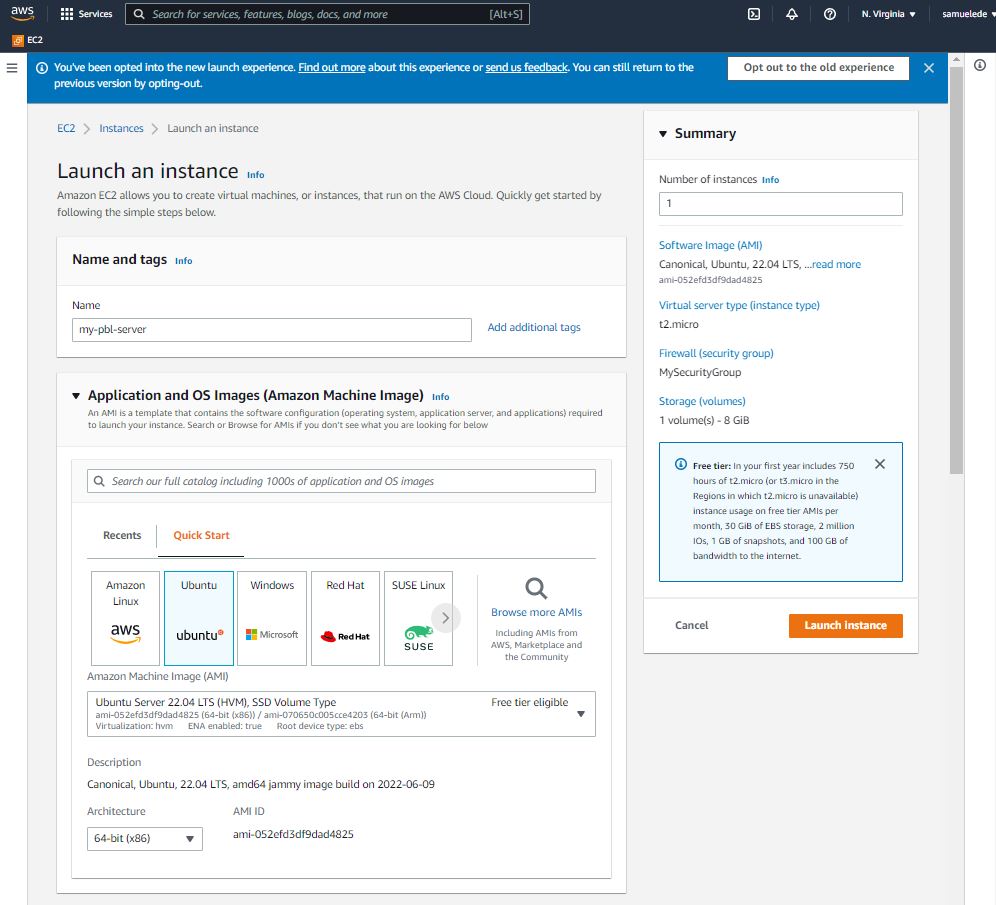 aws
Services
Search for services, features, blogs, docs, and more
[Alt+S]
N. Virginia
samuelede
EC2
You've been opted into the new launch experience. Find out more about this experience or send us feedback. You can still return to the
previous version by opting-out.
Opt out to the old experience
EC2
Instances
Launch an instance
Launch an instance Info
Amazon EC2 allows you to create virtual machines, or instances, that run on the AWS Cloud. Quickly get started by
following the simple steps below.
Name and tags Info
Name
my-pbl-server
Add additional tags
Application and OS Images (Amazon Machine Image) Info
An AMI is a template that contains the software configuration (operating system, application server, and applications) required
to launch your instance. Search or Browse for AMIs if you don't see what you are looking for below
Search our full catalog including 1000s of application and OS images
Recents
Quick Start
Amazon
Linux
aws
Ubuntu
ubuntu
Windows
Microsoft
Red Hat
Red Hat
SUSE Linux
SUSE
Browse more AMIs
Including AMIs from
AWS, Marketplace and
the Community
Amazon Machine Image (AMI)
Ubuntu Server 22.04 LTS (HVM), SSD Volume Type
Free tier eligible
ami-052efd3df9dad4825 (64-bit (x86)) / ami-070650c005cce4203 (64-bit (Arm))
Virtualization: hvm ENA enabled: true Root device type: ebs
Description
Canonical, Ubuntu, 22.04 LTS, amd64 jammy image build on 2022-06-09
Architecture
64-bit (x86)
AMI ID
ami-052efd3df9dad4825
Summary
Number of instances Info
1
Software Image (AMI)
Canonical, Ubuntu, 22.04 LTS, ...read more
ami-052efd3df9dad4825
Virtual server type (instance type)
t2.micro
Firewall (security group)
MySecurityGroup
Storage (volumes)
1 volume(s) - 8 GiB
Free tier: In your first year includes 750
hours of t2.micro (or t3.micro in the
Regions in which t2.micro is unavailable)
instance usage on free tier AMIs per
month, 30 GiB of EBS storage, 2 million
IOs, 1 GB of snapshots, and 100 GB of
bandwidth to the internet.
Cancel
Launch instance